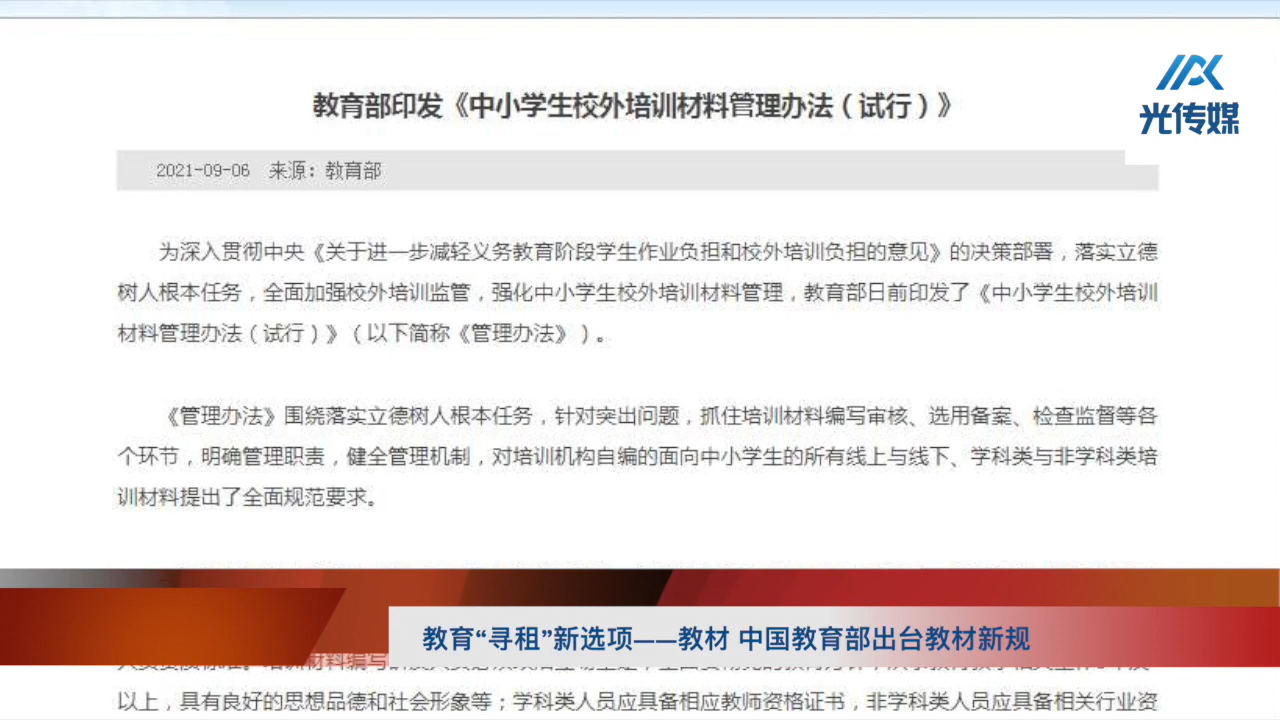 教育部印发《中小学生校外培训材料管理办法（试行）》
光传媒
2021-09-06 来源：教育部
为深入贯彻中央《关于进一步减轻义务教育阶段学生作业负担和校外培训负担的意见》的决策部署，落实立德
树人根本任务，全面加强校外培训监管，强化中小学生校外培训材料管理，教育部日前印发了《中小学生校外培训
材料管理办法（试行）》（以下简称《管理办法》）。
《管理办法》围绕落实立德树人根本任务，针对突出问题，抓住培训材料编写审核、选用备案、检查监督等各
个环节，明确管理职责，健全管理机制，对培训机构自编的面向中小学生的所有线上与线下、学科类与非学科类培
训材料提出了全面规范要求。
教育“寻租”新选项——教材 中国教育部出台教材新规
以上，具有良好的思想品德和社会形象等；学科类人员应具备相应教师资格证书，非学科类人员应具备相关行业资